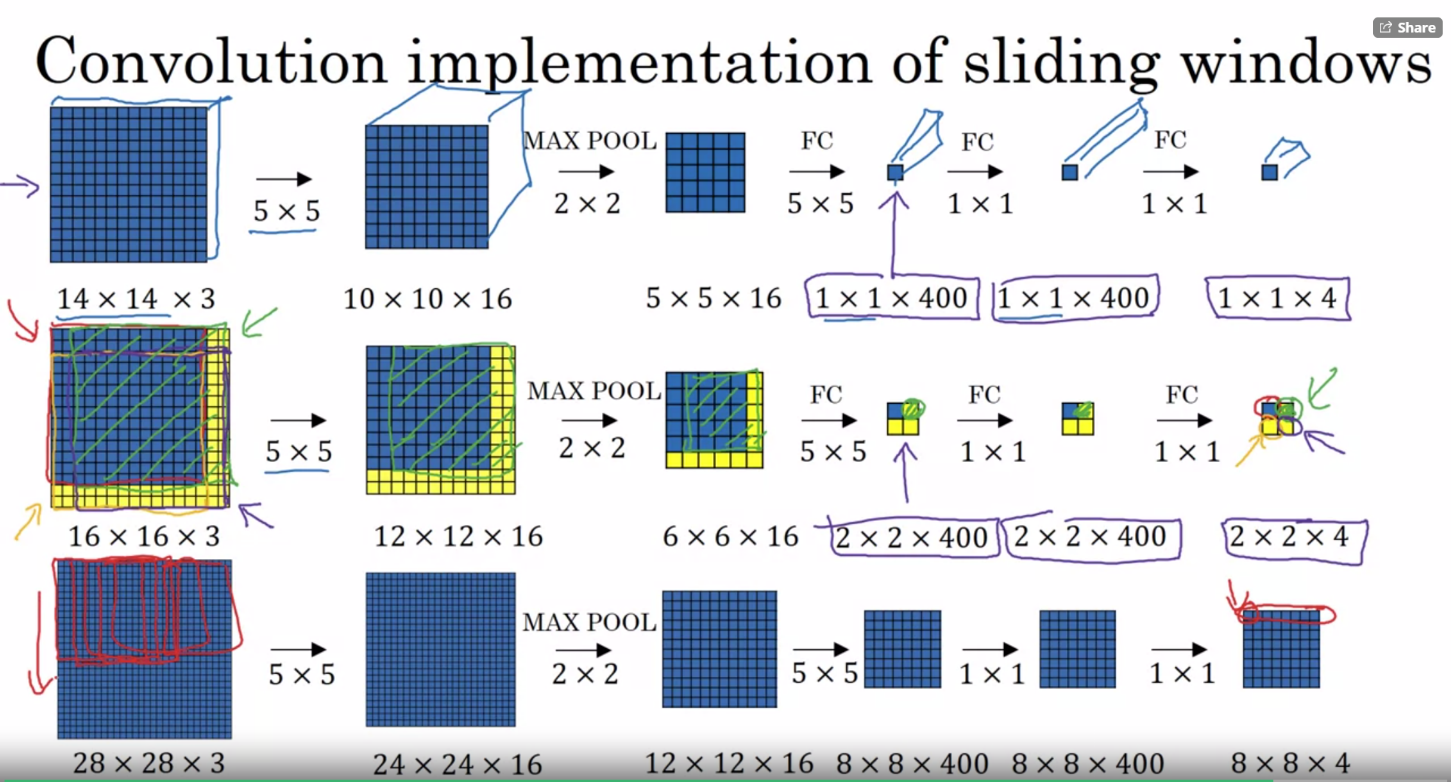 Share
Convolution implementation of sliding windows
MAX POOL FC FC FC
5 × 5 2 × 2 5 × 5 1 × 1 1 × 1
14 × 14 × 3 10 × 10 × 16 5 × 5 × 16 1 × 1 × 400 1 × 1 × 400 1 × 1 × 4
MAX POOL FC FC FC
5 × 5 2 × 2 5 × 5 1 × 1 1 × 1
16 × 16 × 3 12 × 12 × 16 6 × 6 × 16 2 × 2 × 400 2 × 2 × 400 2 × 2 × 4
MAX POOL
5 × 5 2 × 2 5 × 5 1 × 1 1 × 1
28 × 28 × 3 24 × 24 × 16 12 × 12 × 16 8 × 8 × 400 8 × 8 × 400 8 × 8 × 4